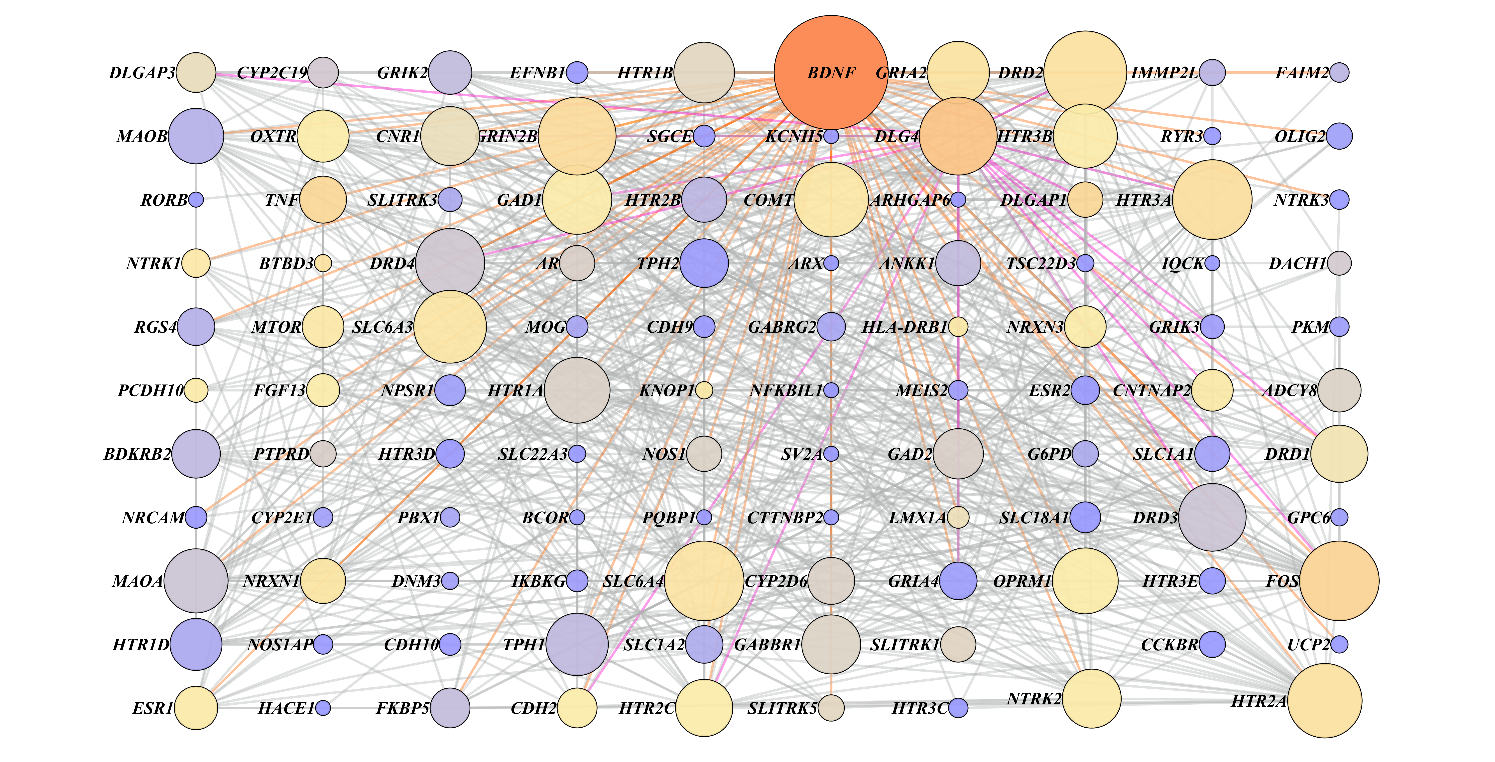 DLGAP3 CYP2C19 GRIK2 EFNB1 HTR1B BDNF GRIA2 DRD2 IMMP2L FAIM2
MAOB OXTR CNR1 GRIN2B SGCE KCNH5 DLG4 HTR3B RYR3 OLIG2
RORB TNF SLITRK3 GAD1 HTR2B COMT ARHGAP6 DLGAP1 HTR3A NTRK3
NTRK1 BTBD3 DRD4 AR TPH2 ARX ANKK1 TSC22D3 IQCK DACH1
RGS4 MTOR SLC6A3 MOG CDH9 GABRG2 HLA-DRB1 NRXN3 GRIK3 PKM
PCDH10 FGF13 NPSR1 HTR1A KNOP1 NFKBIL1 MEIS2 ESR2 CNTNAP2 ADCY8
BDKRB2 PTPRD HTR3D SLC22A3 NOS1 SV2A GAD2 G6PD SLC1A1 DRD1
NRCAM CYP2E1 PBX1 BCOR PQBP1 CTTNBP2 LMX1A SLC18A1 DRD3 GPC6
MAOA NRXN1 DNM3 IKBKG SLC6A4 CYP2D6 GRIA4 OPRM1 HTR3E FOS
HTR1D NOS1AP CDH10 TPH1 SLC1A2 GABBR1 SLITRK1 CCKBR UCP2
ESR1 HACE1 FKBP5 CDH2 HTR2C SLITRK5 HTR3C NTRK2 HTR2A